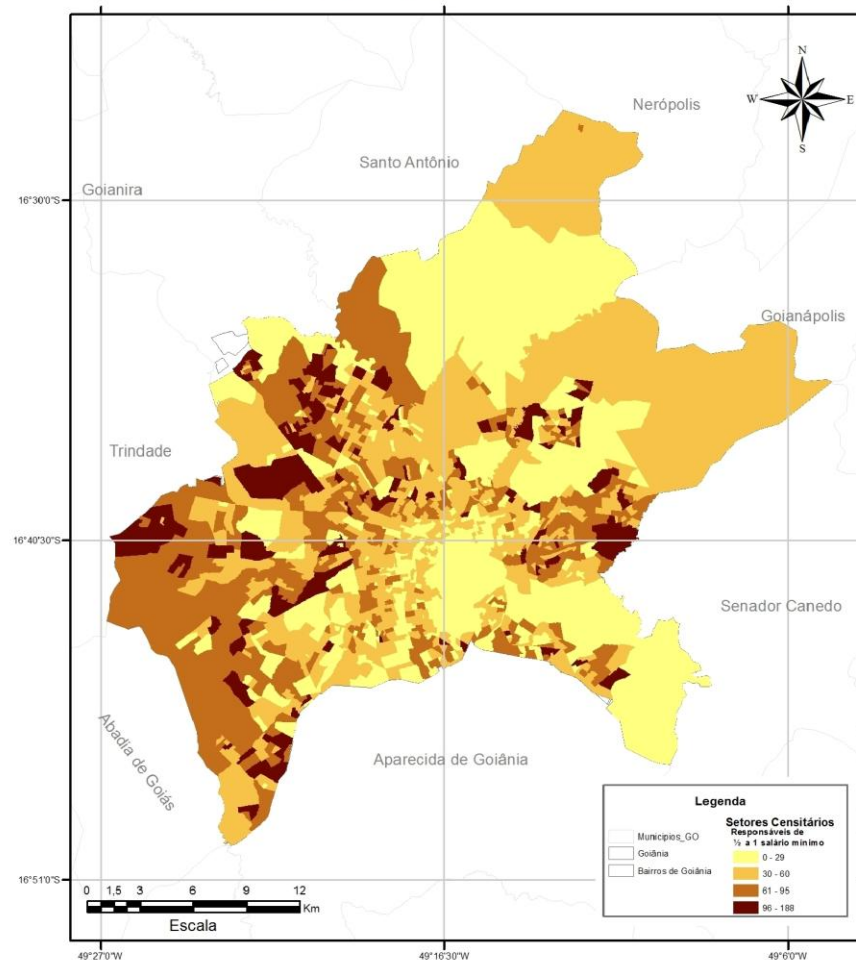 N
W E
S
Nerópolis
Santo Antônio
Goianira
16°30'0"S
Goianápolis
Trindade
16°40'30"S
Senador Canedo
Abadia de Goiás
Aparecida de Goiânia
Legenda
Setores Censitários
Responsáveis de
½ a 1 salário mínimo
Municipios_GO
Goiânia
Bairros de Goiânia
0 - 29
30 - 60
61 - 95
96 - 188
16°51'0"S
0 1,5 3 6 9 12
Km
Escala
49°27'0"W 49°16'30"W 49°6'0"W